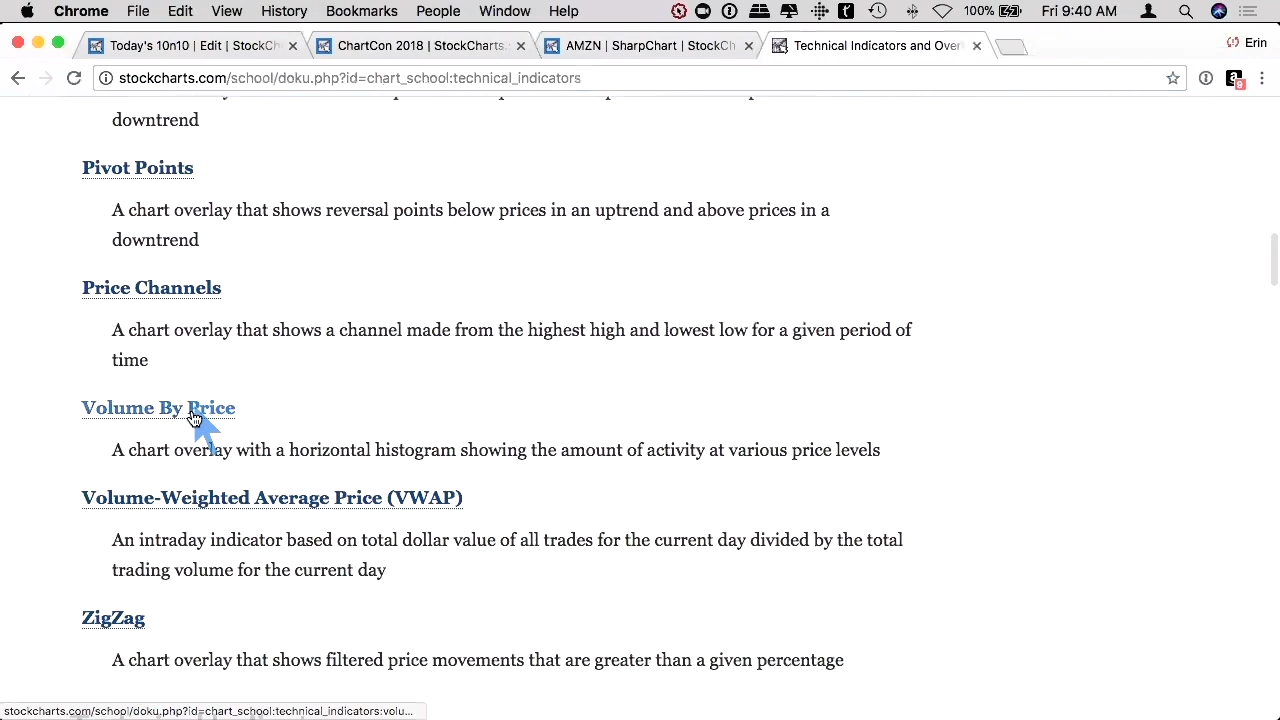 Chrome File Edit View History Bookmarks People Window Help 100% Fri 9:40 AM
Today's 10n10 | Edit | StockCh
ChartCon 2018 | StockCharts.
AMZN | SharpChart | StockCh
Technical Indicators and Over
Erin
stockcharts.com/school/doku.php?id=chart_school:technical_indicators
downtrend
Pivot Points
A chart overlay that shows reversal points below prices in an uptrend and above prices in a
downtrend
Price Channels
A chart overlay that shows a channel made from the highest high and lowest low for a given period of
time
Volume By Price
A chart overlay with a horizontal histogram showing the amount of activity at various price levels
Volume-Weighted Average Price (VWAP)
An intraday indicator based on total dollar value of all trades for the current day divided by the total
trading volume for the current day
ZigZag
A chart overlay that shows filtered price movements that are greater than a given percentage
stockcharts.com/school/doku.php?id=chart_school:technical_indicators:volu...